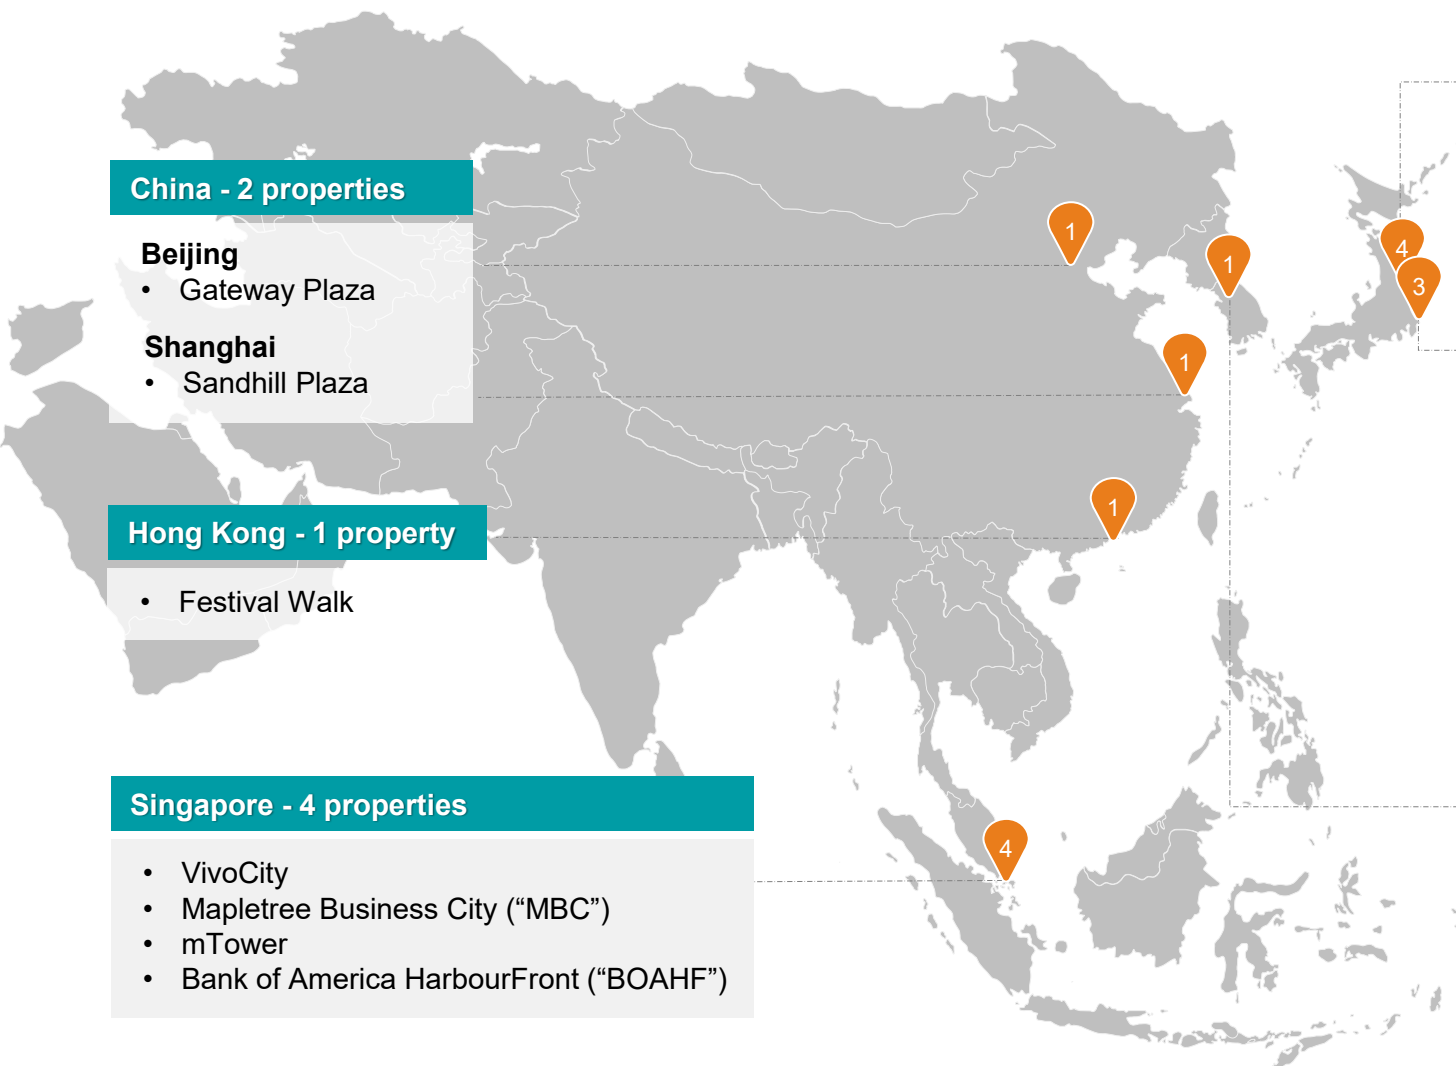 China - 2 properties
Beijing
• Gateway Plaza
Shanghai
• Sandhill Plaza
Hong Kong - 1 property
• Festival Walk
Singapore - 4 properties
• VivoCity
• Mapletree Business City (“MBC”)
• mTower
• Bank of America HarbourFront (“BOAHF”)
1
1
4
3
1
1
4